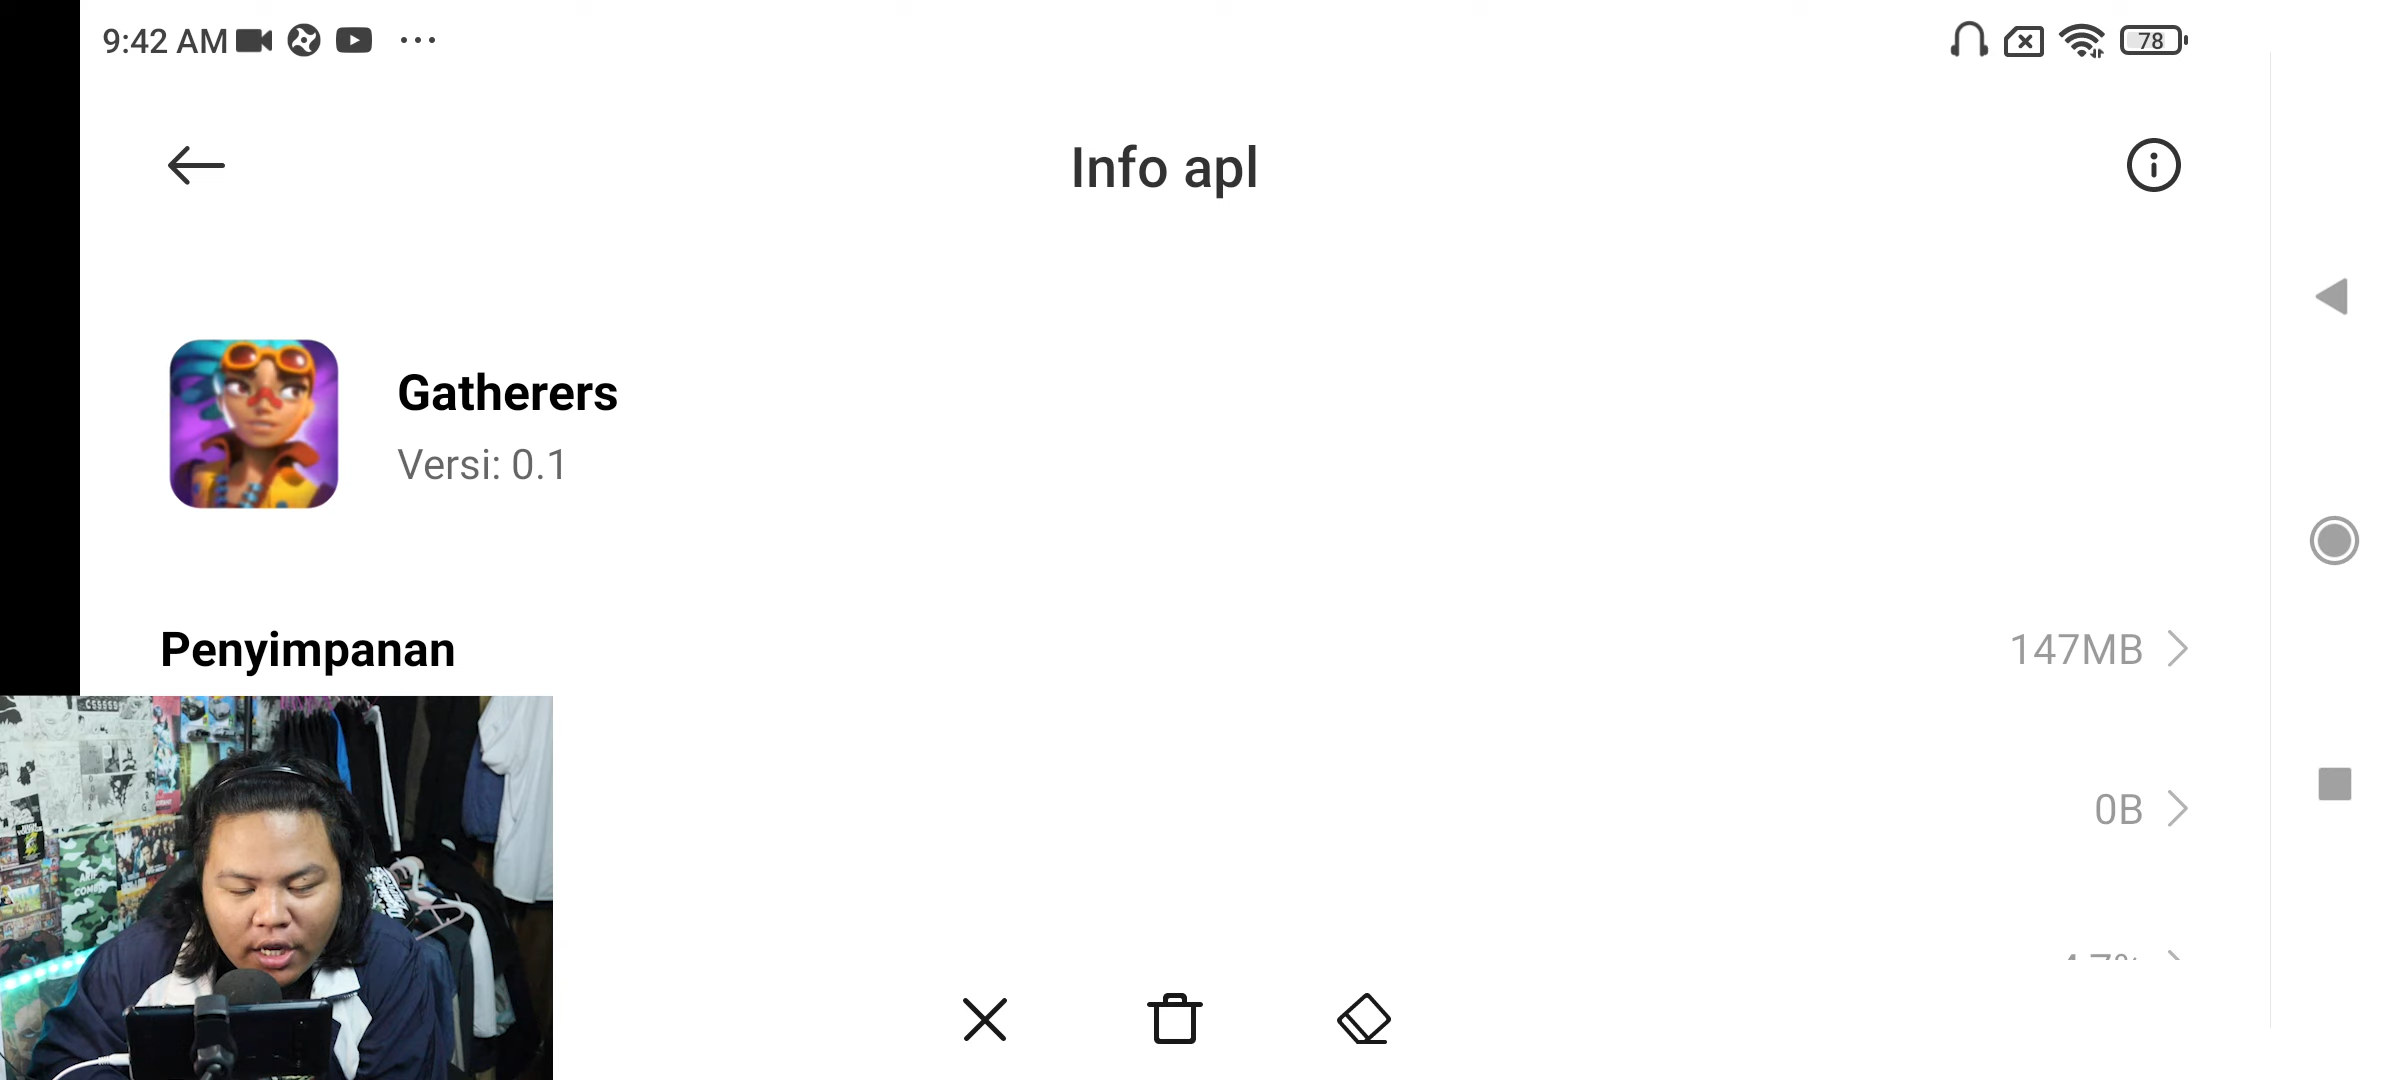 9:42 AM
78
Info apl
Gatherers
Versi: 0.1
Penyimpanan
147MB
0B